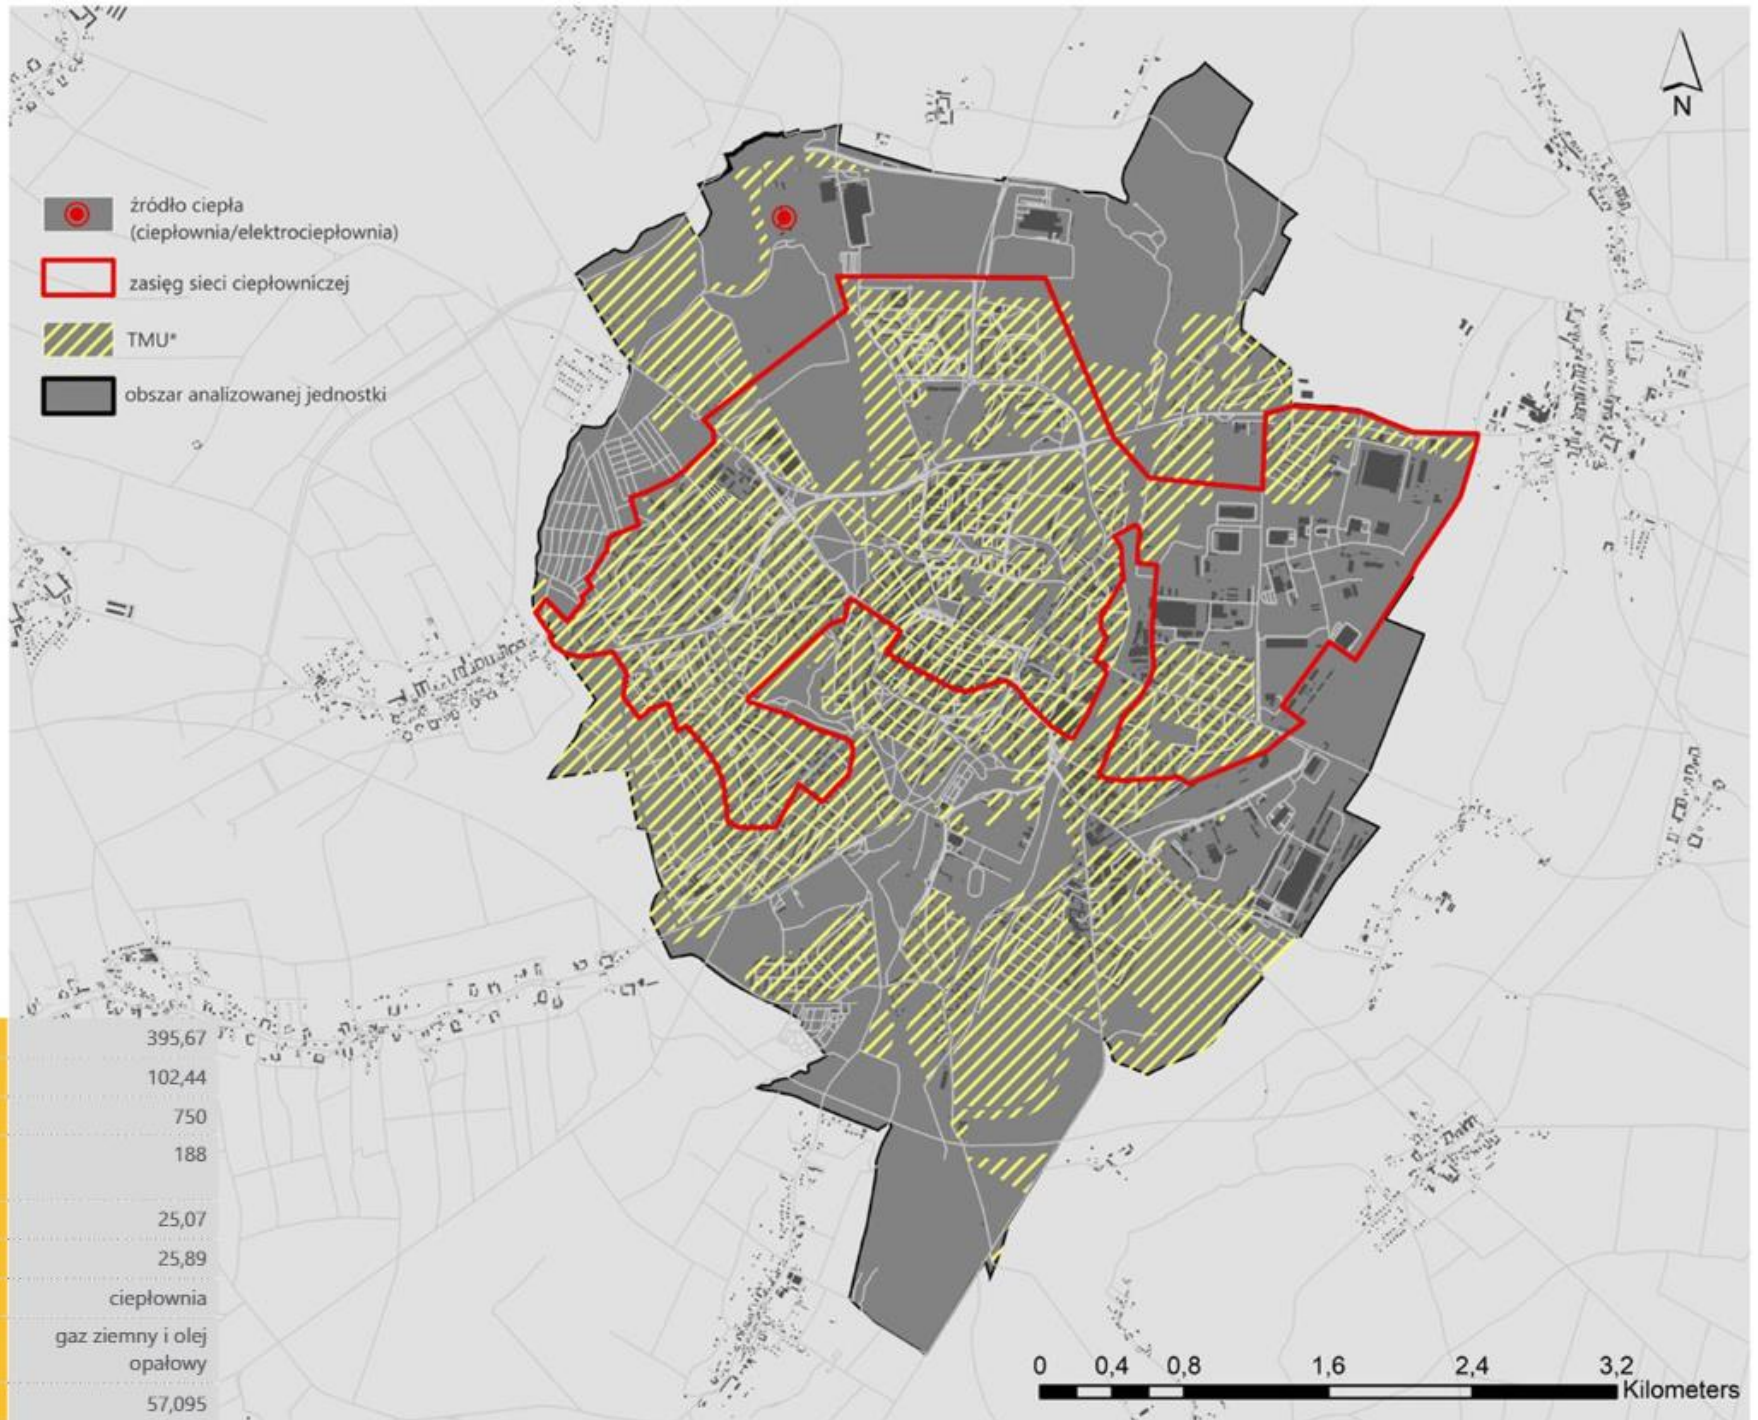 N
źródło ciepła
(ciepłownia/elektrociepłownia)
zasięg sieci ciepłowniczej
TMU*
obszar analizowanej jednostki
395,67
102,44
750
188
25,07
25,89
ciepłownia
gaz ziemny i olej
opałowy
57,095
0 0,4 0,8 1,6 2,4 3,2
Kilometers